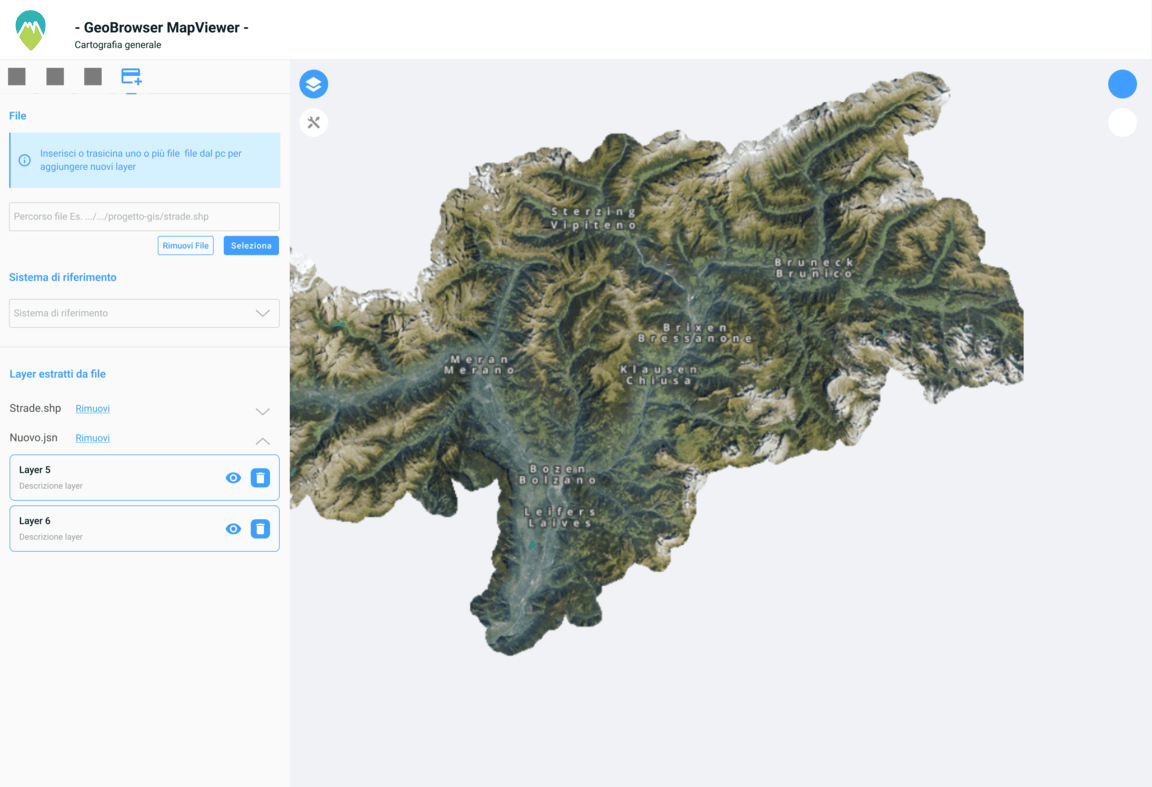 - GeoBrowser MapViewer -
Cartografia generale
File
Inserisci o trasicina uno o più file file dal pc per
aggiungere nuovi layer
Percorso file Es. .../.../progetto-gis/strade.shp
Rimuovi File
Seleziona
Sistema di riferimento
Sistema di riferimento
Layer estratti da file
Strade.shp Rimuovi
Nuovo.jsn Rimuovi
Layer 5
Descrizione layer
Layer 6
Descrizione layer
Sterzing
Vipiteno
Bruneck
Brunico
Brixen
Bressanone
Meran
Merano
Klausen
Chiusa
Bozen
Bolzano
Leifers
Laives